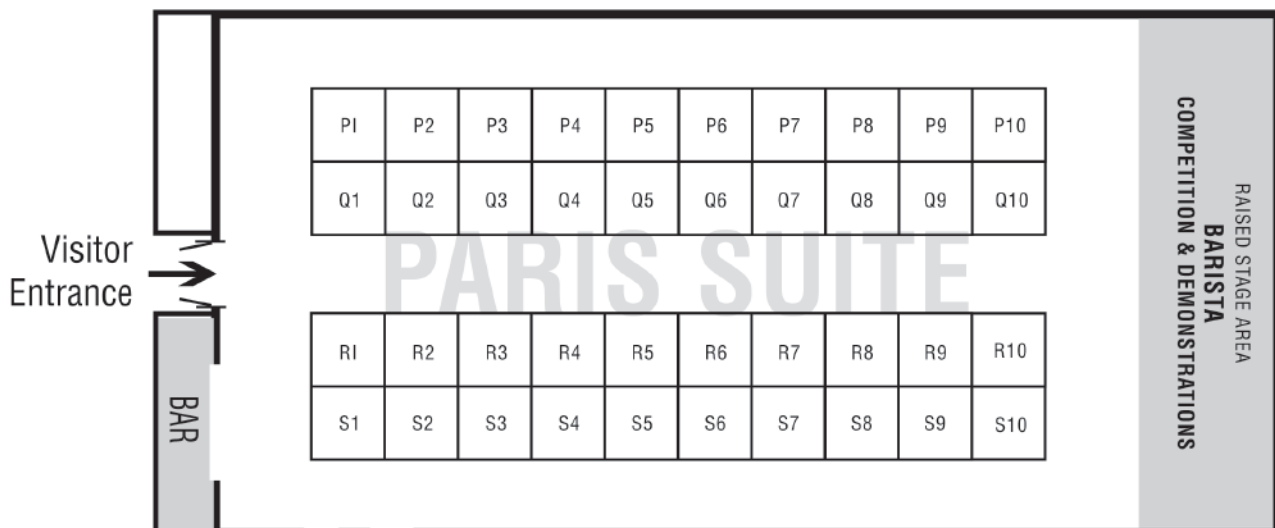 P1 P2 P3 P4 P5 P6 P7 P8 P9 P10
Q1 Q2 Q3 Q4 Q5 Q6 Q7 Q8 Q9 Q10
Visitor
Entrance
PARIS SUITE
R1 R2 R3 R4 R5 R6 R7 R8 R9 R10
S1 S2 S3 S4 S5 S6 S7 S8 S9 S10
BAR
RAISED STAGE AREA
BARISTA
COMPETITION & DEMONSTRATIONS